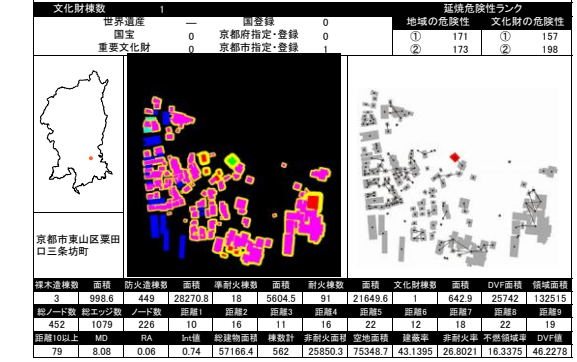 文化財棟数 1 延焼危険性ランク
世界遺産 — 国登録 0 地域の危険性 文化財の危険性
国宝 0 京都府指定・登録 0 ① 171 ① 157
重要文化財 0 京都市指定・登録 1 ② 173 ② 198
京都市東山区粟田
口三条坊町
裸木造棟数 面積 防火造棟数 面積 準耐火棟数 面積 耐火棟数 面積 文化財棟数 面積 DVF面積 領域面積
3 998.6 449 28270.8 18 5604.5 91 21649.6 1 642.9 25742 132515
総ノード数 総エッジ数 ノード数 距離1 距離2 距離3 距離4 距離5 距離6 距離7 距離8 距離9
452 1079 226 10 16 11 16 22 12 18 22 19
距離10以上 MD RA Int値 総建物面積 棟数計 非耐火面積 空地面積 建蔽率 非耐火率 不燃領域率 DVF値
79 8.08 0.06 0.74 57166.4 562 25850.3 75348.7 43.1395 26.8021 16.3375 46.2278